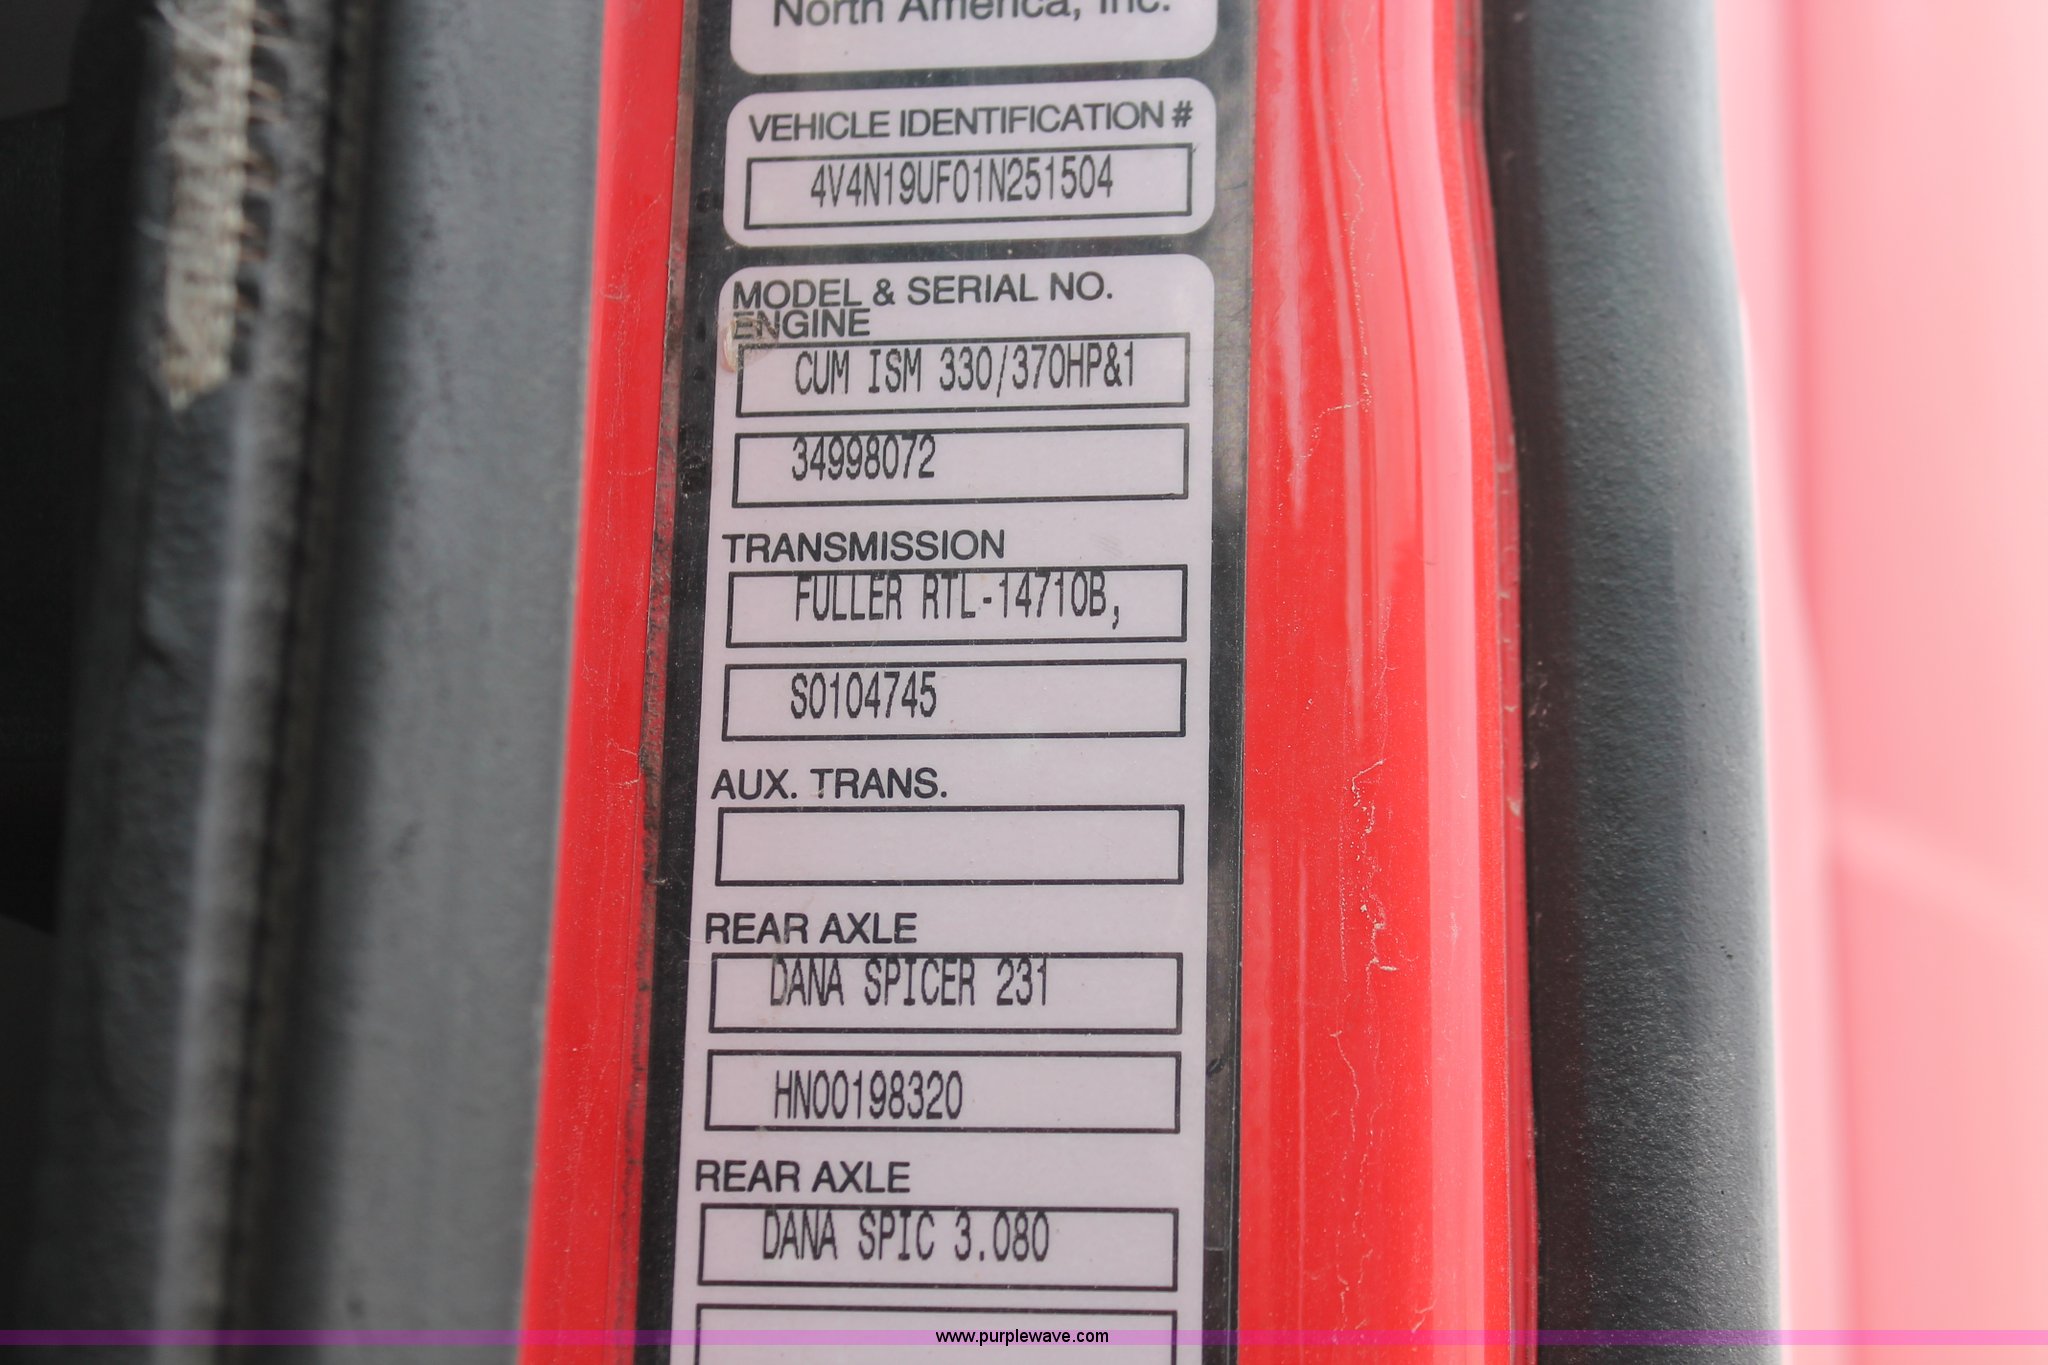 North America, Inc.
VEHICLE IDENTIFICATION #
4V4N19UF01N251504
MODEL & SERIAL NO.
ENGINE
CUM ISM 330/370HP&1
34998072
TRANSMISSION
FULLER RTL-14710B,
S0104745
AUX. TRANS.
REAR AXLE
DANA SPICER 231
HN00198320
REAR AXLE
DANA SPIC 3.080
www.purplewave.com